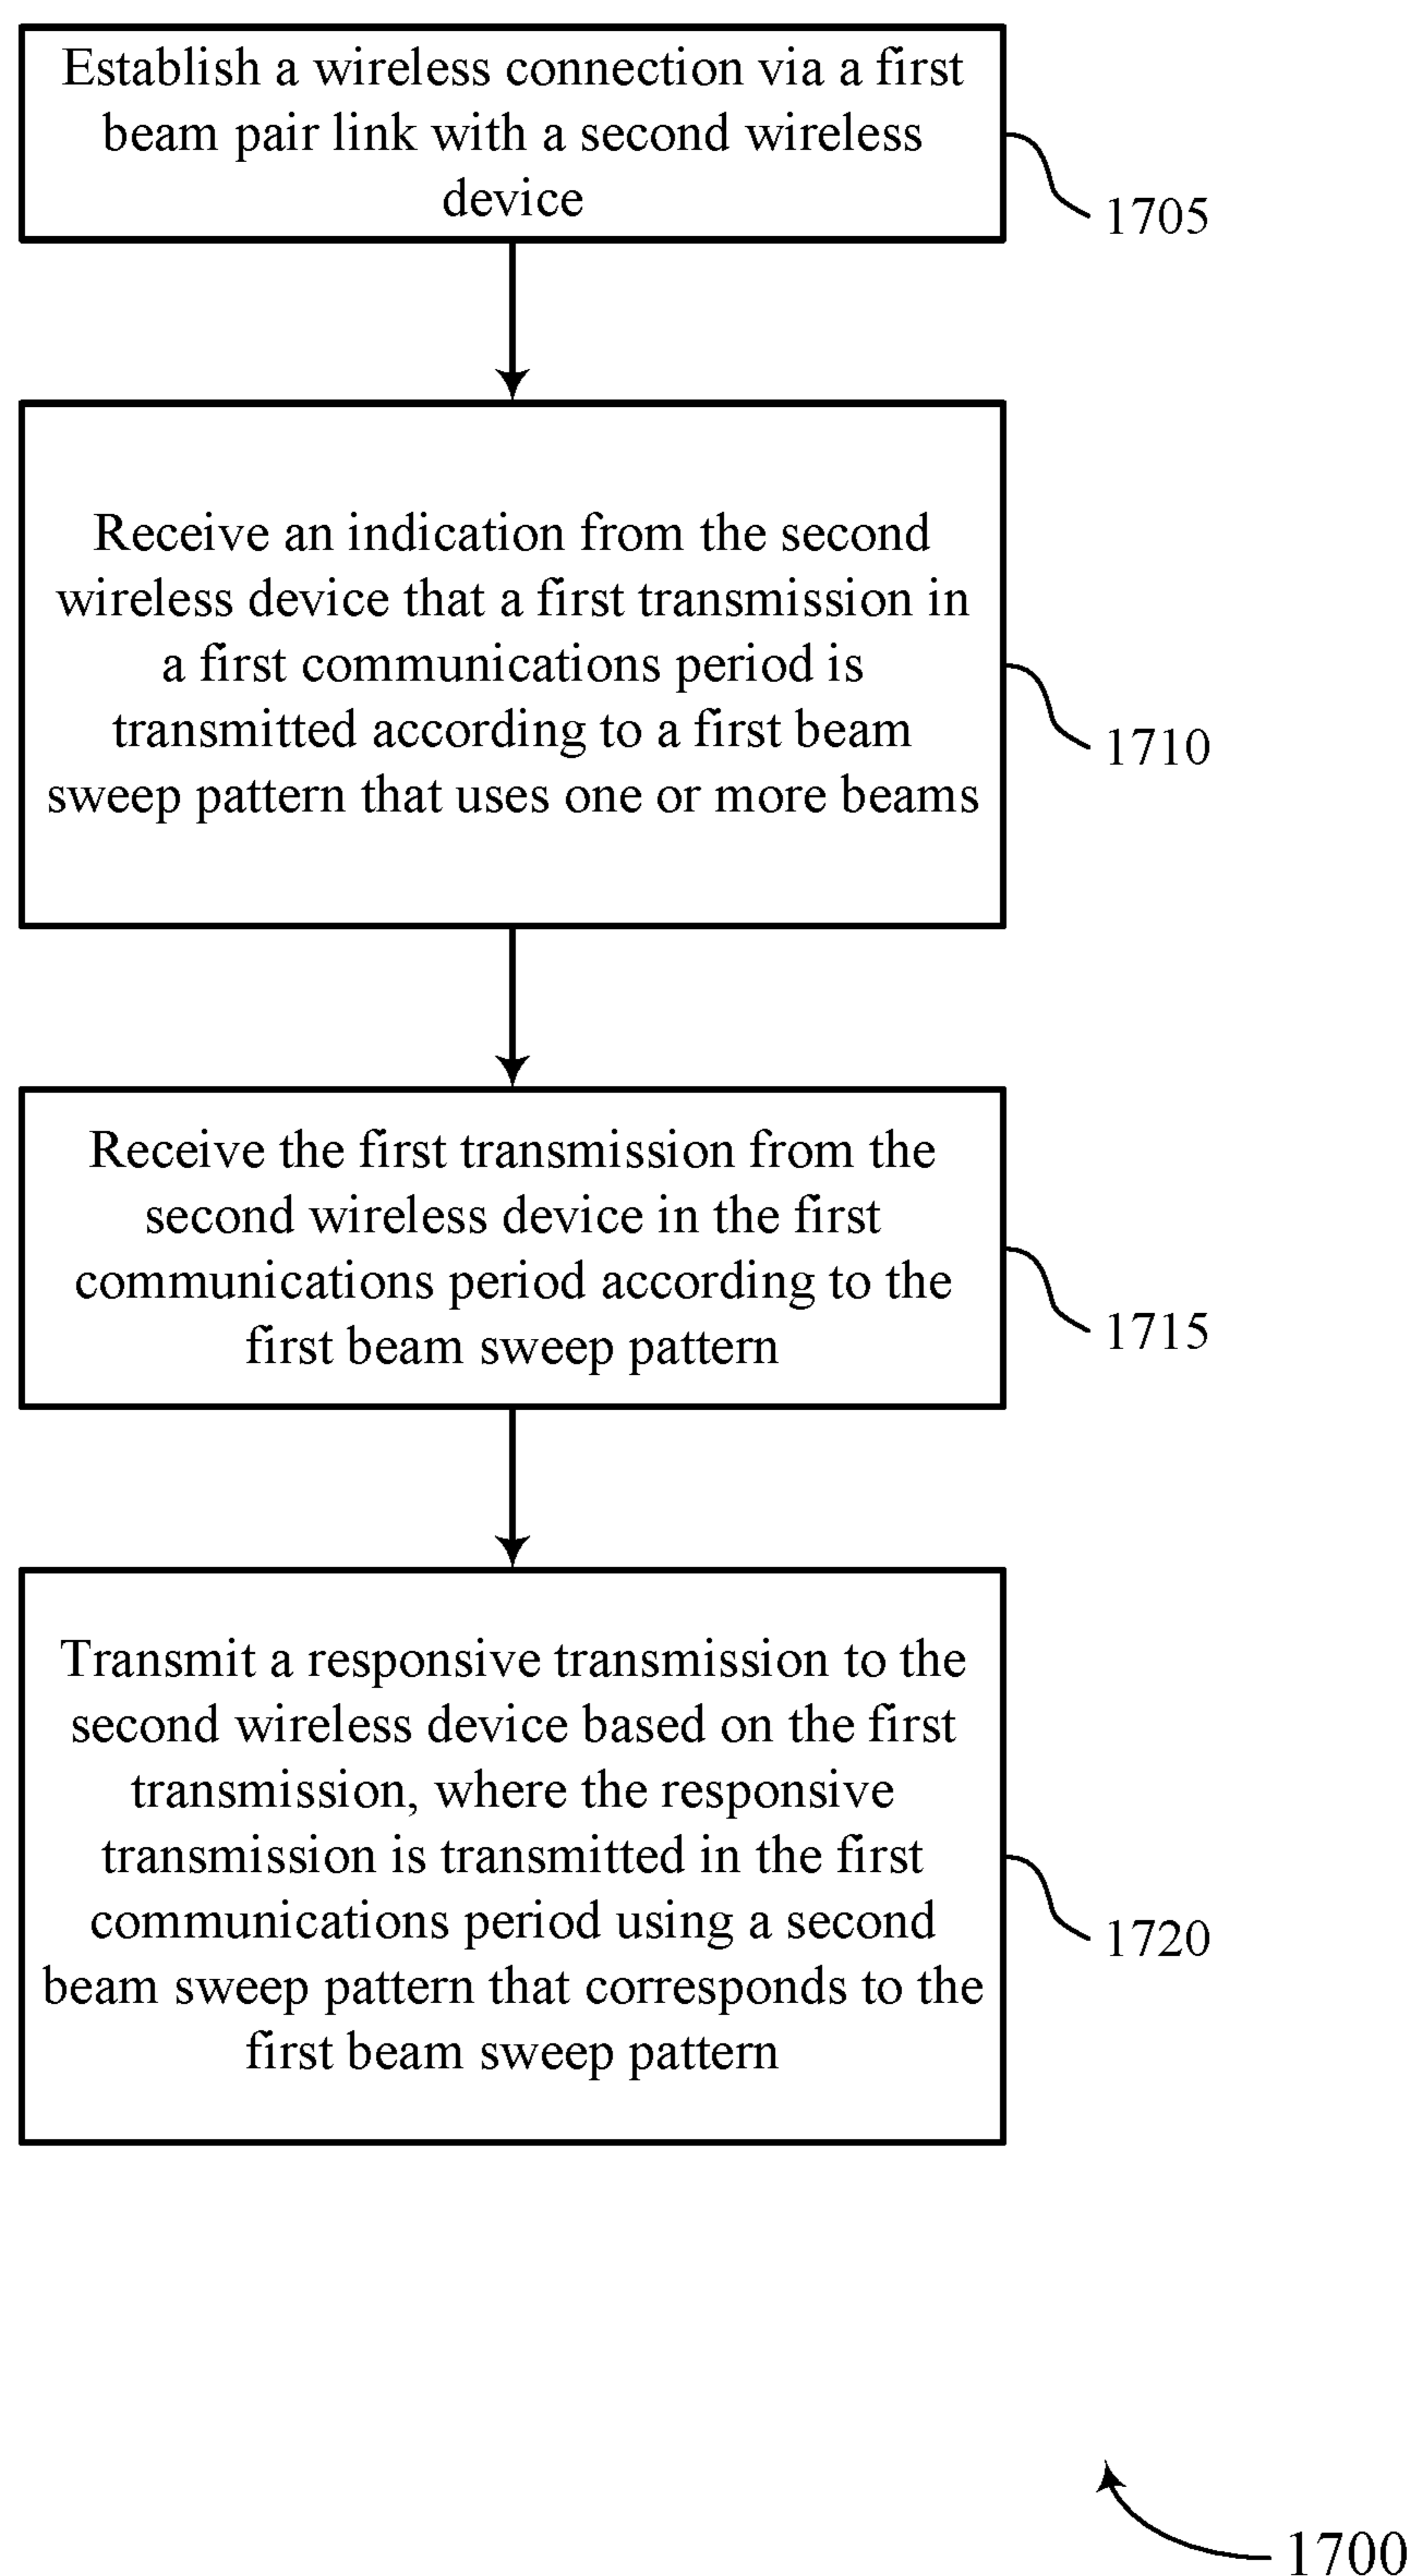 Establish a wireless connection via a first
beam pair link with a second wireless
device
1705
Receive an indication from the second
wireless device that a first transmission in
a first communications period is
transmitted according to a first beam
sweep pattern that uses one or more beams
1710
Receive the first transmission from the
second wireless device in the first
communications period according to the
first beam sweep pattern
1715
Transmit a responsive transmission to the
second wireless device based on the first
transmission, where the responsive
transmission is transmitted in the first
communications period using a second
beam sweep pattern that corresponds to the
first beam sweep pattern
1720
1700